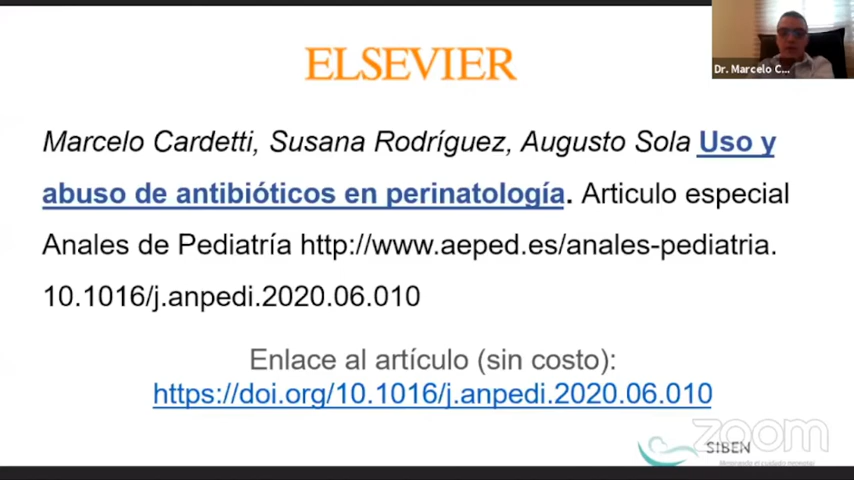 Dr. Marcelo C...
ELSEVIER
Marcelo Cardetti, Susana Rodríguez, Augusto Sola Uso y
abuso de antibióticos en perinatología. Articulo especial
Anales de Pediatría http://www.aeped.es/anales-pediatria.
10.1016/j.anpedi.2020.06.010
Enlace al artículo (sin costo):
https://doi.org/10.1016/j.anpedi.2020.06.010
zoom
SIBEN